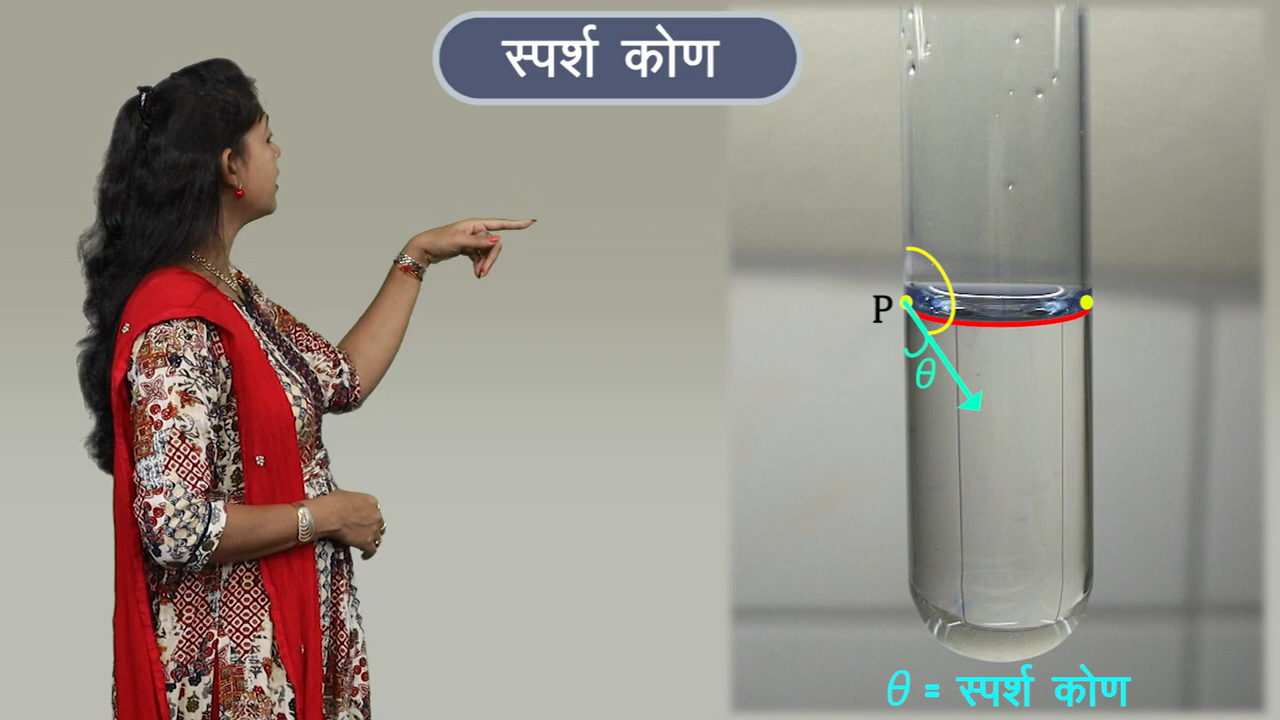 स्पर्श कोण
P
θ
θ = स्पर्श कोण